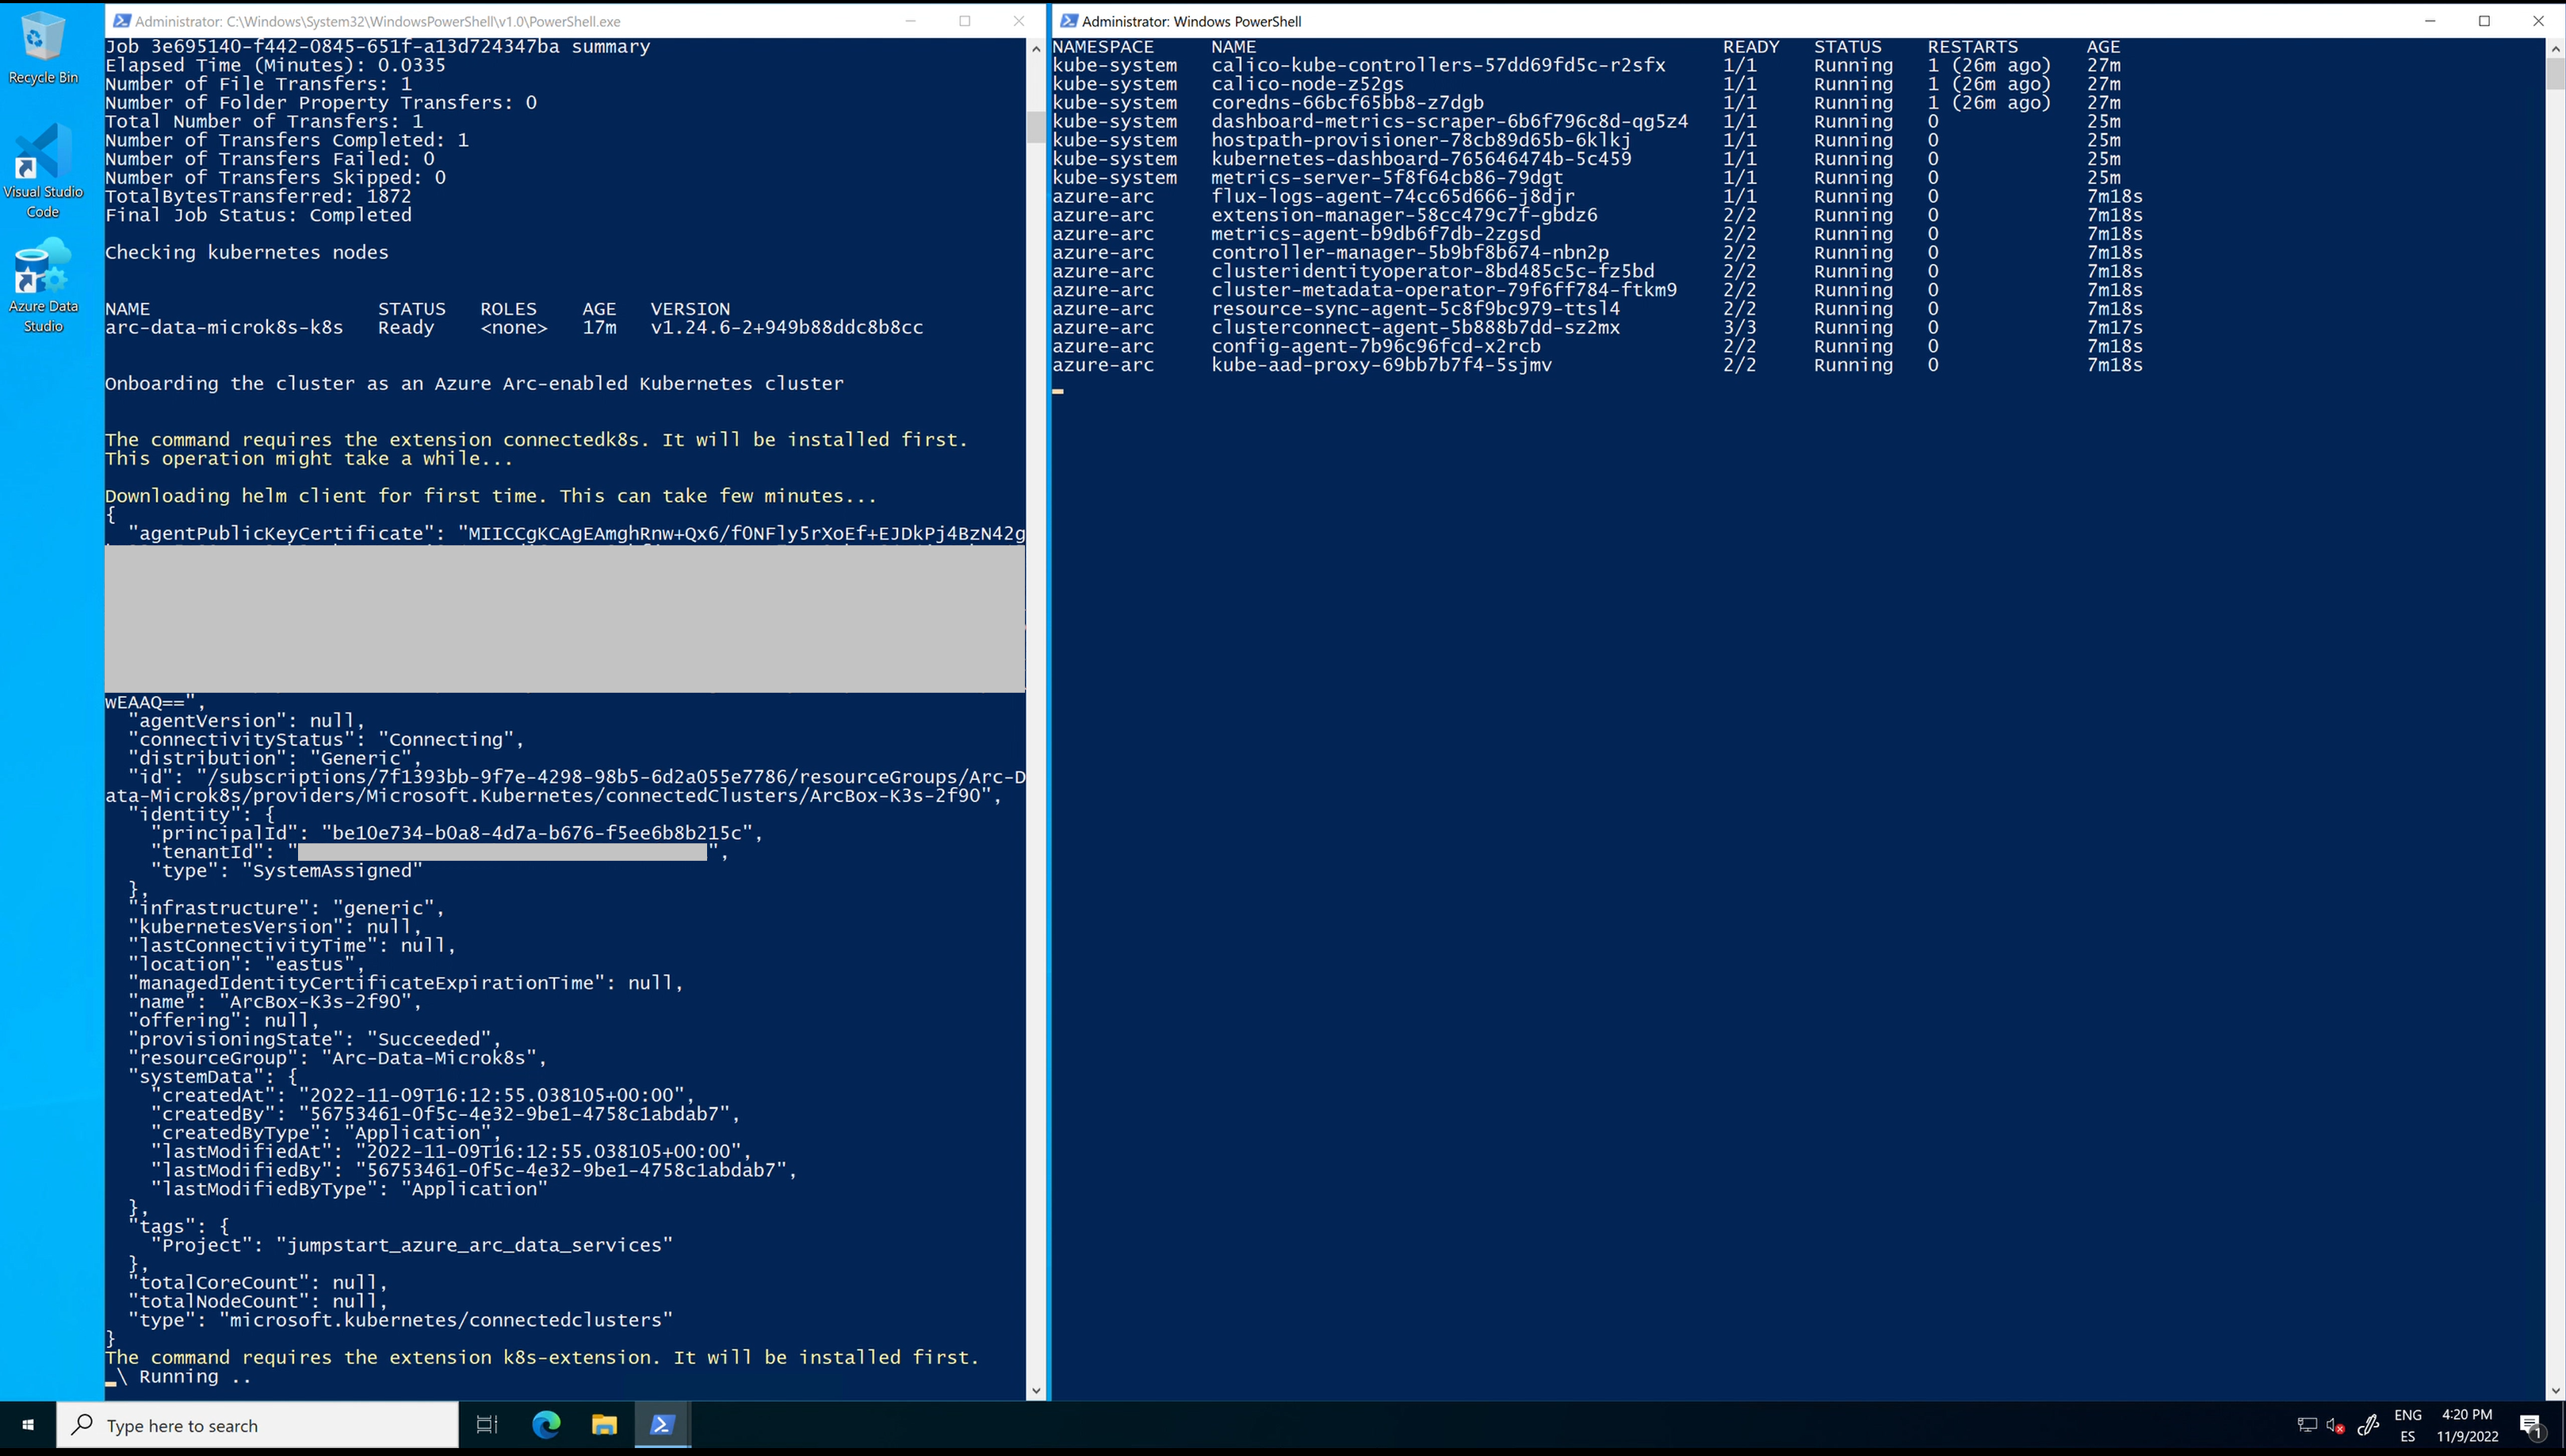 Recycle Bin
Visual Studio
Code
Azure Data
Studio
Administrator: C:\Windows\System32\WindowsPowerShell\v1.0\PowerShell.exe
Job 3e695140-f442-0845-651f-a13d724347ba summary
Elapsed Time (Minutes): 0.0335
Number of File Transfers: 1
Number of Folder Property Transfers: 0
Total Number of Transfers: 1
Number of Transfers Completed: 1
Number of Transfers Failed: 0
Number of Transfers Skipped: 0
TotalBytesTransferred: 1872
Final Job Status: Completed
Checking kubernetes nodes
NAME STATUS ROLES AGE VERSION
arc-data-microk8s-k8s Ready <none> 17m v1.24.6-2+949b88ddc8b8cc
Onboarding the cluster as an Azure Arc-enabled Kubernetes cluster
The command requires the extension connectedk8s. It will be installed first.
This operation might take a while...
Downloading helm client for first time. This can take few minutes...
{
"agentPublicKeyCertificate": "MIICCgKCAgEAmghRnw+Qx6/f0NFly5rXoEf+EJDkPj4BzN42g
wEAAQ==",
"agentVersion": null,
"connectivityStatus": "Connecting",
"distribution": "Generic",
"id": "/subscriptions/7f1393bb-9f7e-4298-98b5-6d2a055e7786/resourceGroups/Arc-D
ata-Microk8s/providers/Microsoft.Kubernetes/connectedClusters/ArcBox-K3s-2f90",
"identity": {
"principalId": "be10e734-b0a8-4d7a-b676-f5ee6b8b215c",
"tenantId": " ",
"type": "SystemAssigned"
},
"infrastructure": "generic",
"kubernetesVersion": null,
"lastConnectivityTime": null,
"location": "eastus",
"managedIdentityCertificateExpirationTime": null,
"name": "ArcBox-K3s-2f90",
"offering": null,
"provisioningState": "Succeeded",
"resourceGroup": "Arc-Data-Microk8s",
"systemData": {
"createdAt": "2022-11-09T16:12:55.038105+00:00",
"createdBy": "56753461-0f5c-4e32-9be1-4758c1abdab7",
"createdByType": "Application",
"lastModifiedAt": "2022-11-09T16:12:55.038105+00:00",
"lastModifiedBy": "56753461-0f5c-4e32-9be1-4758c1abdab7",
"lastModifiedByType": "Application"
},
"tags": {
"Project": "jumpstart_azure_arc_data_services"
},
"totalCoreCount": null,
"totalNodeCount": null,
"type": "microsoft.kubernetes/connectedclusters"
}
The command requires the extension k8s-extension. It will be installed first.
_\ Running ..
Administrator: Windows PowerShell
NAMESPACE NAME READY STATUS RESTARTS AGE
kube-system calico-kube-controllers-57dd69fd5c-r2sfx 1/1 Running 1 (26m ago) 27m
kube-system calico-node-z52gs 1/1 Running 1 (26m ago) 27m
kube-system coredns-66bcf65bb8-z7dgb 1/1 Running 1 (26m ago) 27m
kube-system dashboard-metrics-scraper-6b6f796c8d-qg5z4 1/1 Running 0 25m
kube-system hostpath-provisioner-78cb89d65b-6klkj 1/1 Running 0 25m
kube-system kubernetes-dashboard-765646474b-5c459 1/1 Running 0 25m
kube-system metrics-server-5f8f64cb86-79dgt 1/1 Running 0 25m
azure-arc flux-logs-agent-74cc65d666-j8djr 1/1 Running 0 7m18s
azure-arc extension-manager-58cc479c7f-gbdz6 2/2 Running 0 7m18s
azure-arc metrics-agent-b9db6f7db-2zgsd 2/2 Running 0 7m18s
azure-arc controller-manager-5b9bf8b674-nbn2p 2/2 Running 0 7m18s
azure-arc clusteridentityoperator-8bd485c5c-fz5bd 2/2 Running 0 7m18s
azure-arc cluster-metadata-operator-79f6ff784-ftkm9 2/2 Running 0 7m18s
azure-arc resource-sync-agent-5c8f9bc979-ttsl4 2/2 Running 0 7m18s
azure-arc clusterconnect-agent-5b888b7dd-sz2mx 3/3 Running 0 7m17s
azure-arc config-agent-7b96c96fcd-x2rcb 2/2 Running 0 7m18s
azure-arc kube-aad-proxy-69bb7b7f4-5sjmv 2/2 Running 0 7m18s
Type here to search
ENG
ES
4:20 PM
11/9/2022
1